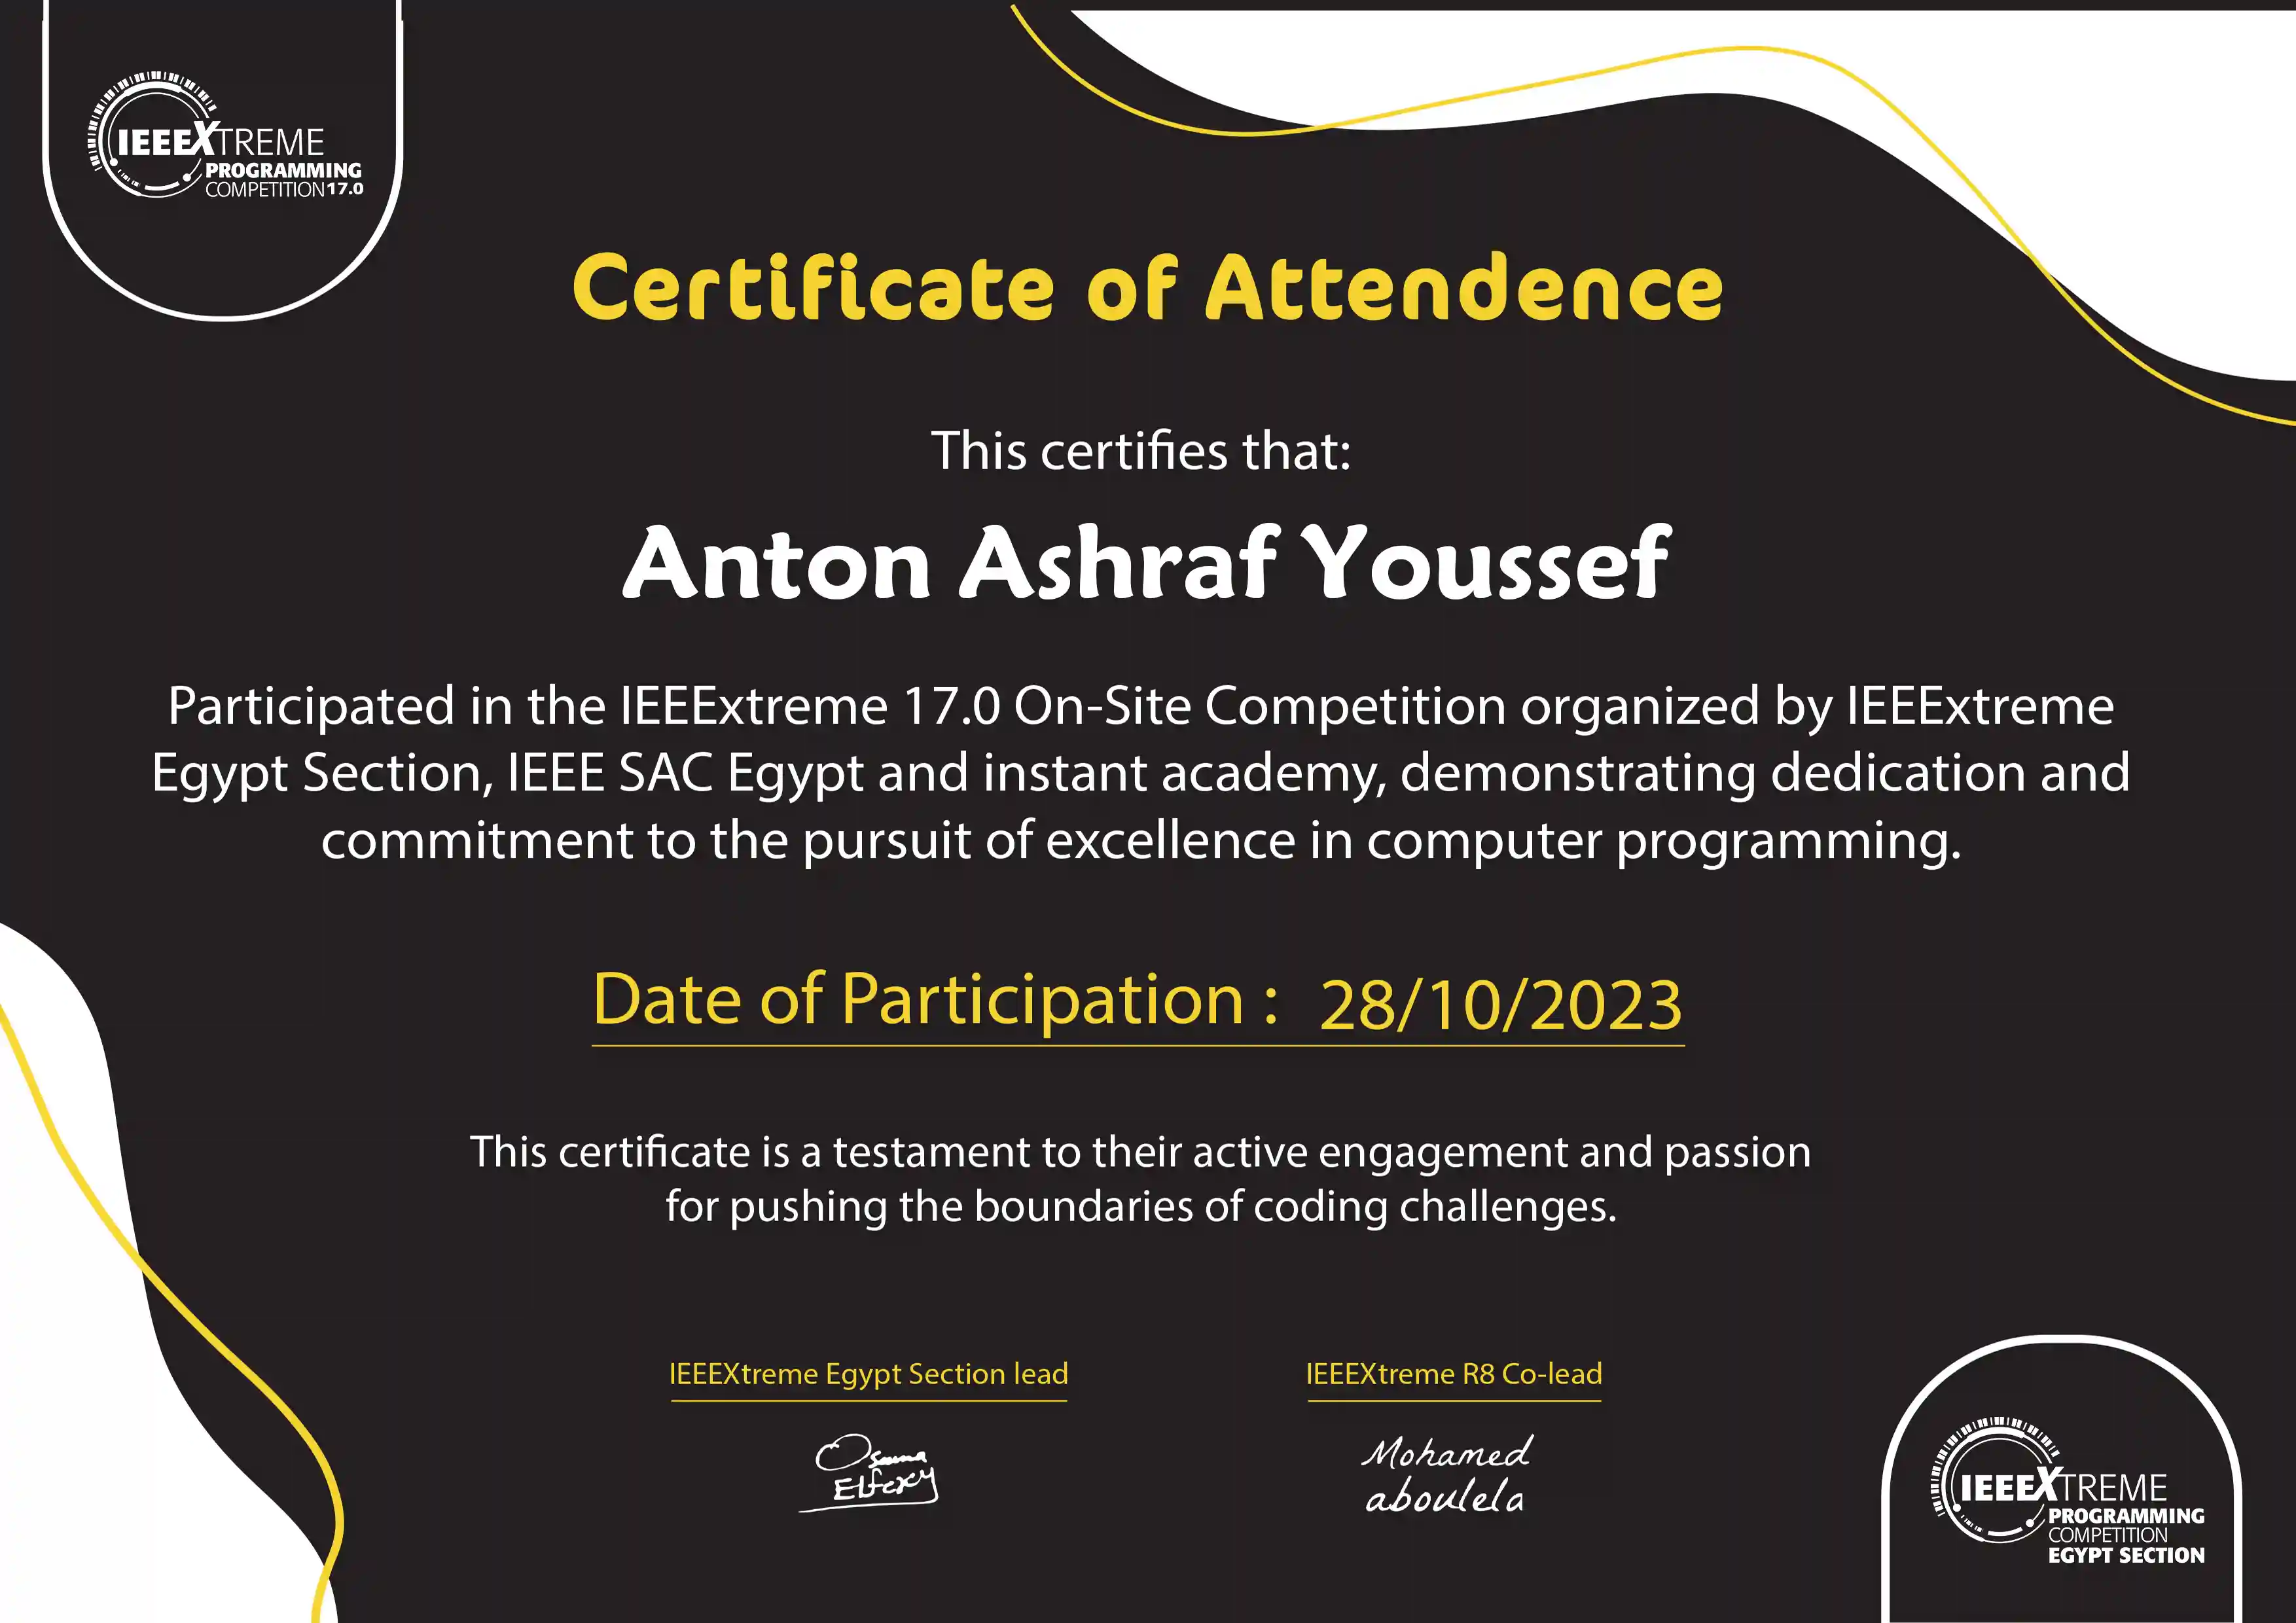 IEEEXTREME
PROGRAMMING
COMPETITION 17.0
Certificate of Attendence
This certifies that:
Anton Ashraf Youssef
Participated in the IEEExtreme 17.0 On-Site Competition organized by IEEExtreme
Egypt Section, IEEE SAC Egypt and instant academy, demonstrating dedication and
commitment to the pursuit of excellence in computer programming.
Date of Participation : 28/10/2023
This certificate is a testament to their active engagement and passion
for pushing the boundaries of coding challenges.
IEEEXtreme Egypt Section lead
Osama
IEEEXtreme R8 Co-lead
Mohamed
aboulela
IEEEXTREME
PROGRAMMING
COMPETITION
EGYPT SECTION